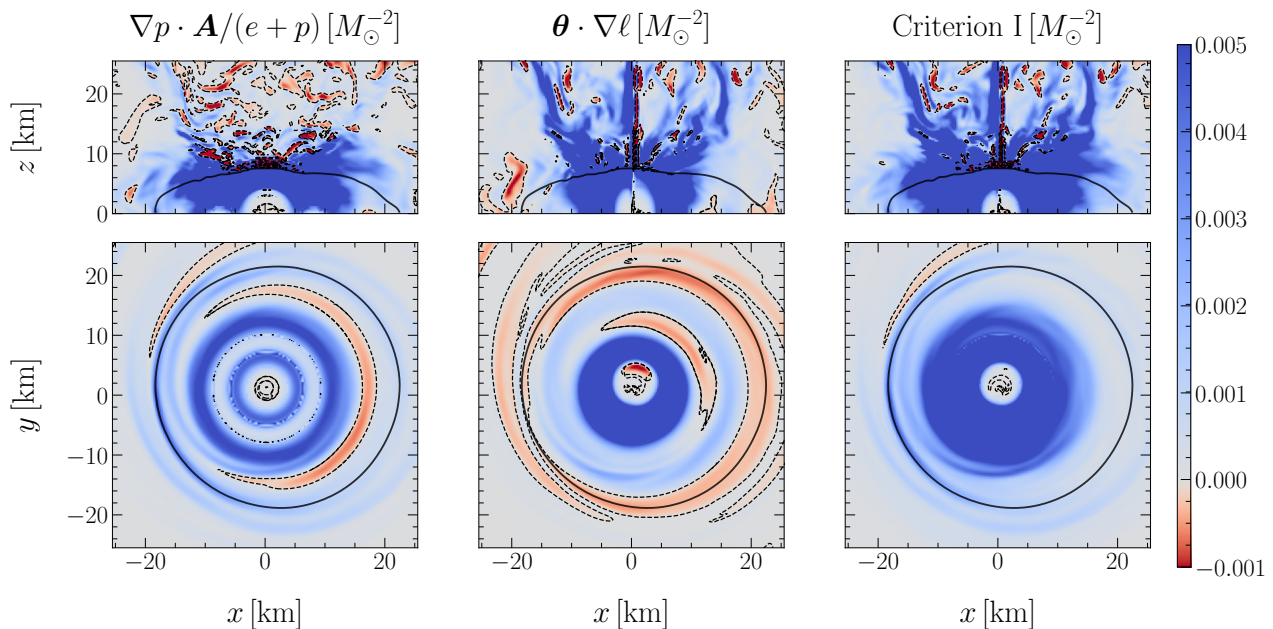 ∇p · A/(e + p) [M⊙⁻²]
θ · ∇ℓ [M⊙⁻²]
Criterion I [M⊙⁻²]
z [km]
20
10
0
y [km]
20
10
0
−10
−20
−20 0 20
−20 0 20
−20 0 20
x [km]
x [km]
x [km]
0.005
0.004
0.003
0.002
0.001
0.000
−0.001